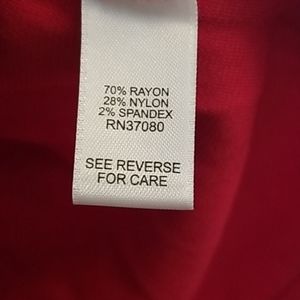 70% RAYON
28% NYLON
2% SPANDEX
RN37080
SEE REVERSE
FOR CARE